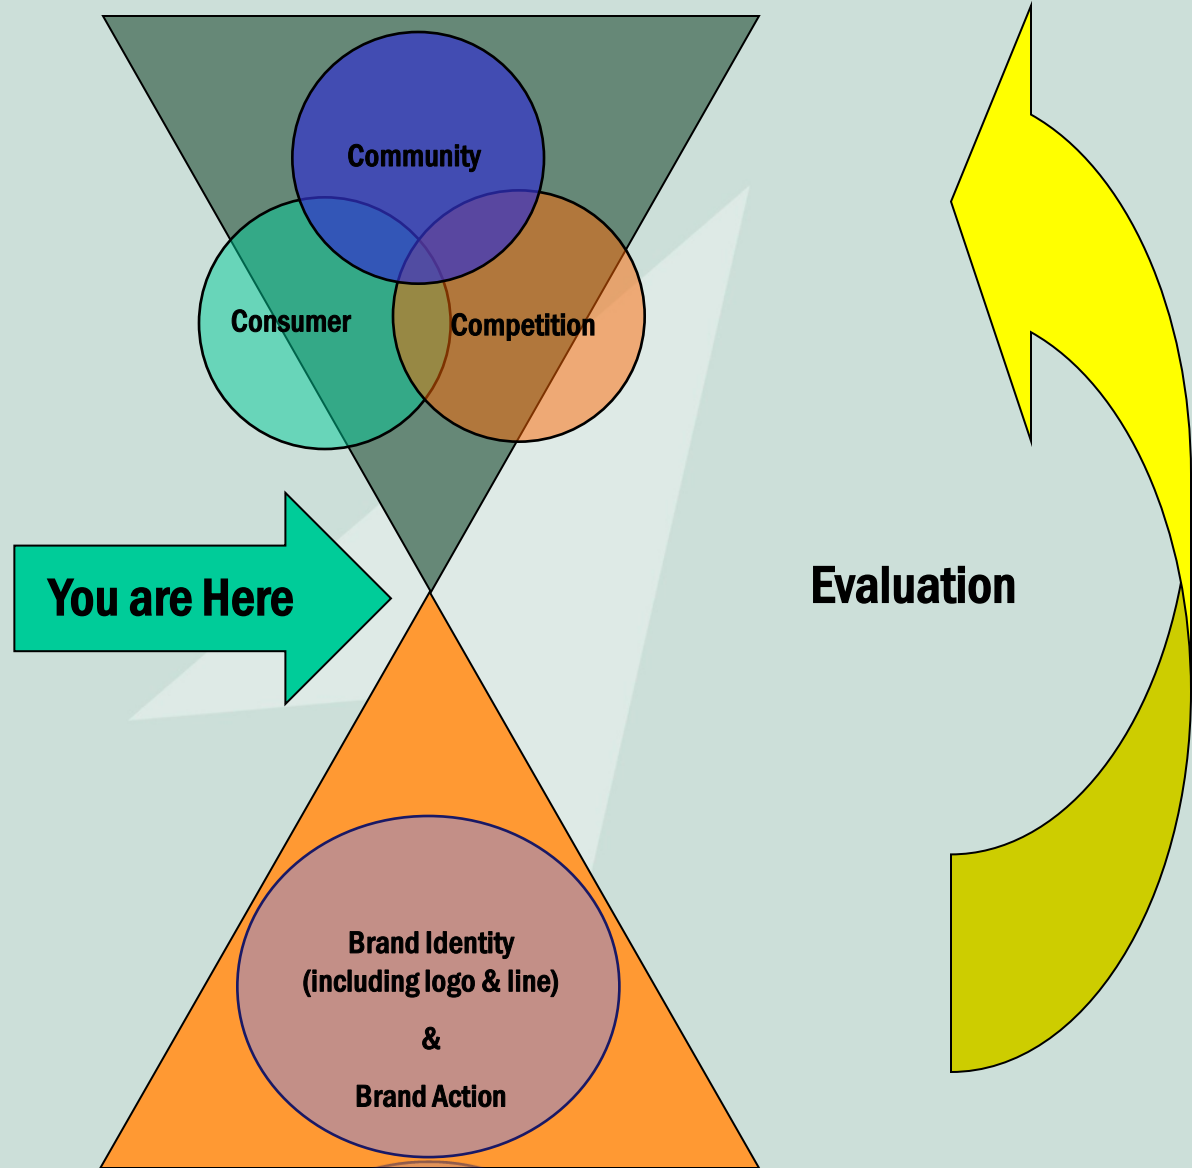 Community
Consumer
Competition
You are Here
Evaluation
Brand Identity
(including logo & line)
&
Brand Action